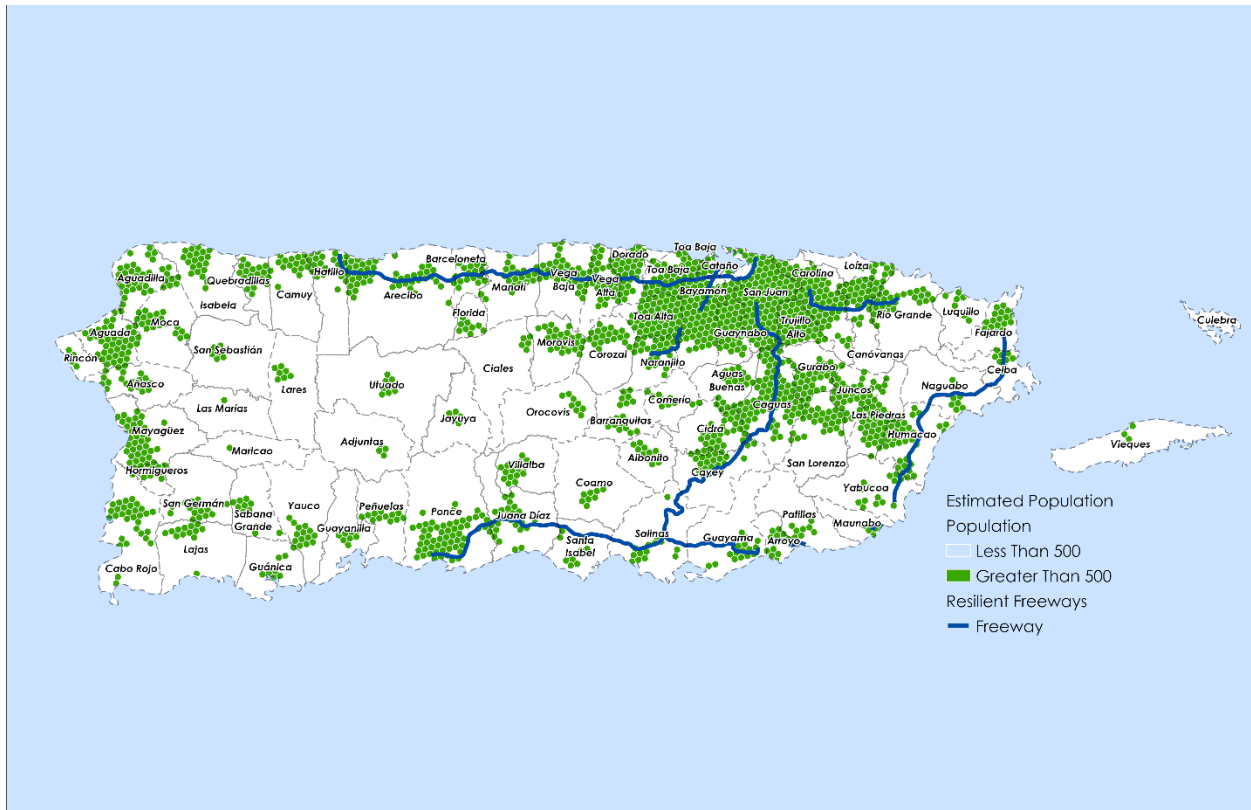 Toa Baja
Dorado
Barceloneta
Hatillo
Toa Baja
Cataño
Loíza
Carolina
Aguadilla
Quebradillas
Isabela
Camuy
Arecibo
Manatí
Vega
Baja
Vega
Alta
Bayamón
San Juan
Río Grande
Luquillo
Fajardo
Culebra
Florida
Toa Alta
Moca
Aguada
Rincón
San Sebastián
Morovis
Corozal
Guaynabo
Trujillo
Alto
Naranjito
Canóvanas
Ceiba
Ciales
Lares
Utuado
Añasco
Aguas
Buenas
Gurabo
Juncos
Naguabo
Las Marías
Jayuya
Orocovis
Comerío
Caguas
Barranquitas
Las Piedras
Mayagüez
Cidra
Humacao
Maricao
Adjuntas
Aibonito
Vieques
Hormigueros
Villalba
Cayey
San Lorenzo
Coamo
Yabucoa
San Germán
Sabana
Grande
Yauco
Peñuelas
Ponce
Juana Díaz
Guayanilla
Patillas
Maunabo
Salinas
Guayama
Arroyo
Santa
Isabel
Lajas
Cabo Rojo
Guánica
Estimated Population
Population
Less Than 500
Greater Than 500
Resilient Freeways
Freeway